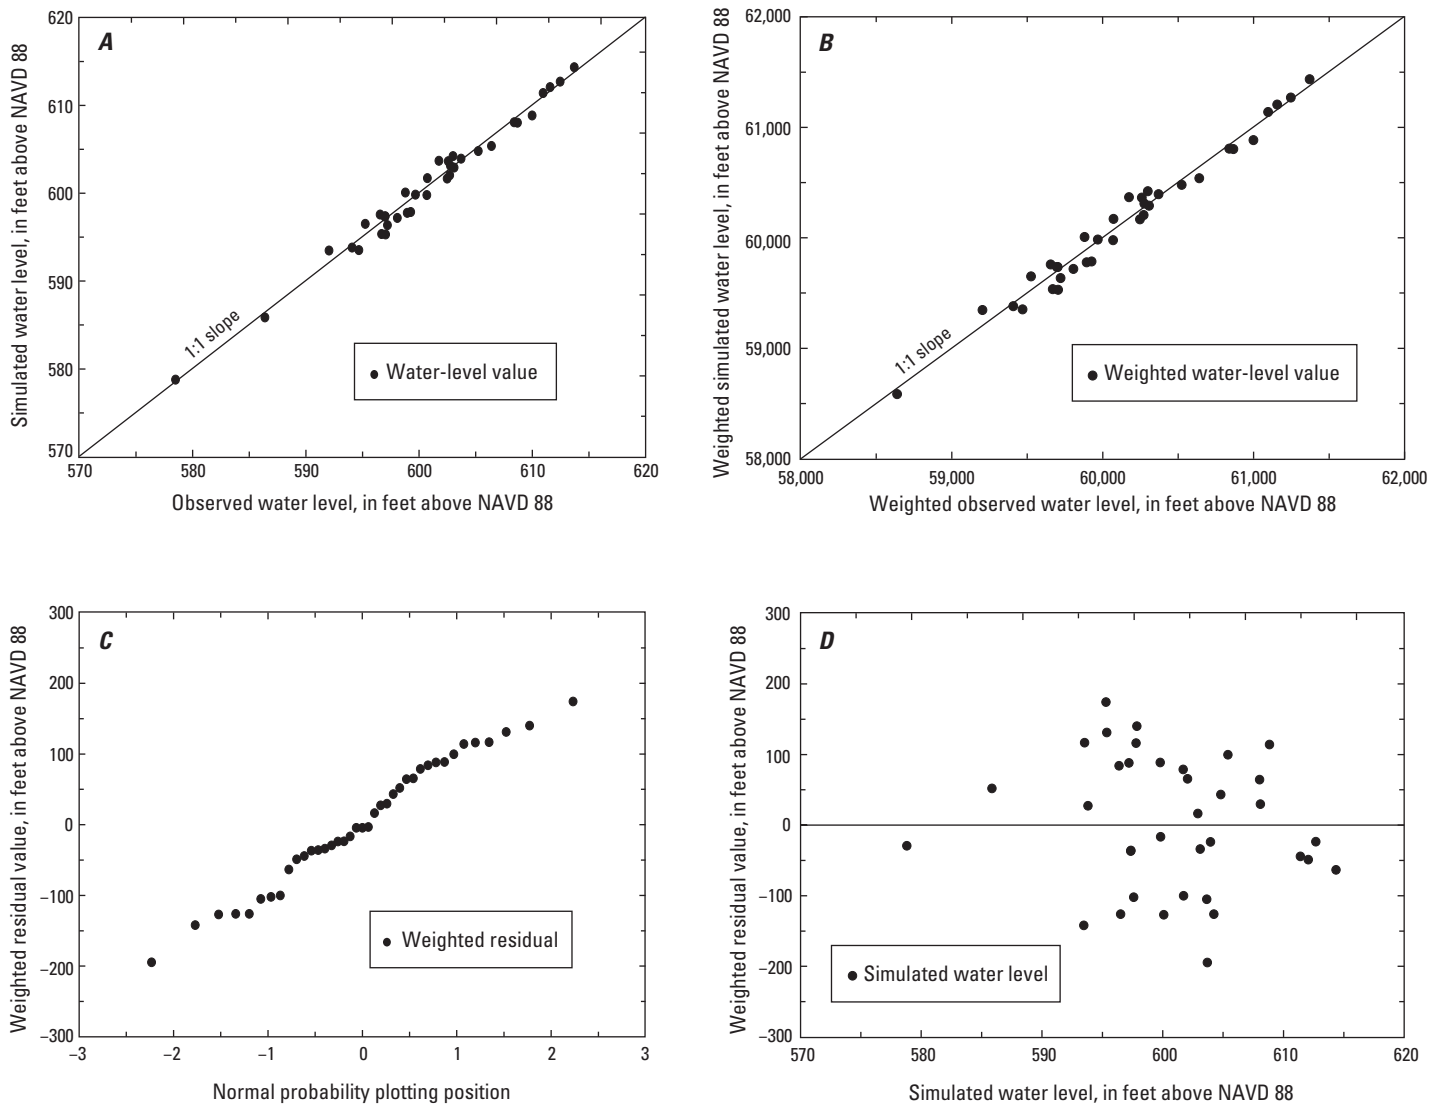 A
Simulated water level, in feet above NAVD 88
620
610
600
590
580
570
1:1 slope
Water-level value
570
580
590
600
610
620
Observed water level, in feet above NAVD 88
B
Weighted simulated water level, in feet above NAVD 88
62,000
61,000
60,000
59,000
58,000
1:1 slope
Weighted water-level value
58,000
59,000
60,000
61,000
62,000
Weighted observed water level, in feet above NAVD 88
C
Weighted residual value, in feet above NAVD 88
300
200
100
0
−100
−200
−300
Weighted residual
−3
−2
−1
0
1
2
3
Normal probability plotting position
D
Weighted residual value, in feet above NAVD 88
300
200
100
0
−100
−200
−300
Simulated water level
570
580
590
600
610
620
Simulated water level, in feet above NAVD 88